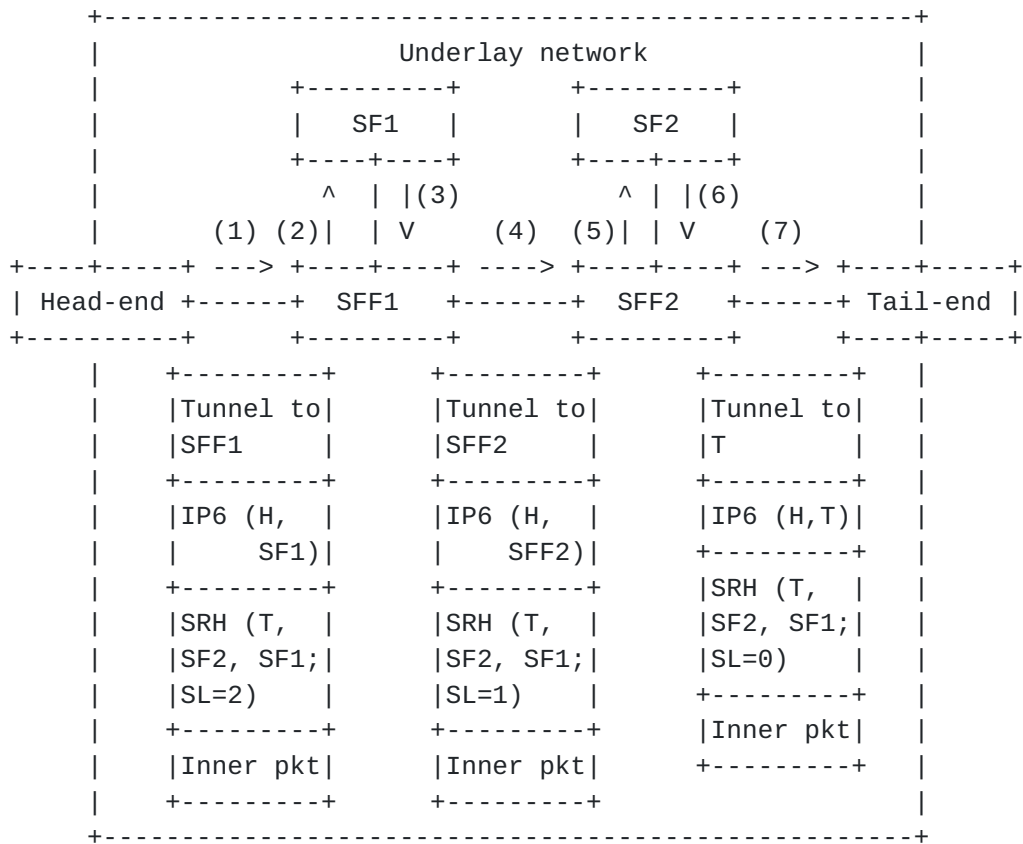 Underlay network
SF1 SF2
(3) (6)
(1) (2) V (4) (5) V (7)
Head-end SFF1 SFF2 Tail-end
Tunnel to Tunnel to Tunnel to
SFF1 SFF2 T
IP6 (H, IP6 (H, IP6 (H,T)
SF1) SFF2)
SRH (T,
SRH (T, SRH (T, SF2, SF1;
SF2, SF1; SF2, SF1; SL=0)
SL=2) SL=1)
Inner pkt
Inner pkt Inner pkt